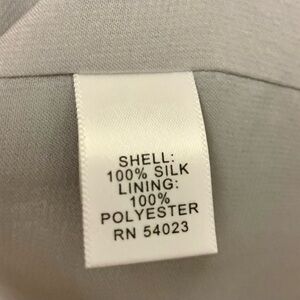 SHELL:
100% SILK
LINING:
100%
POLYESTER
RN 54023